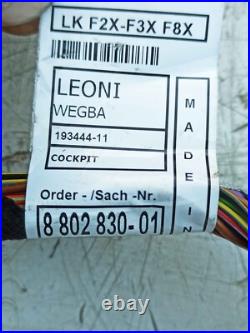 LK F2X-F3X F8X
LEONI
WEGBA
193444-11
COCKPIT
MADE IN
Order - /Sach -Nr.
8 802 830-01